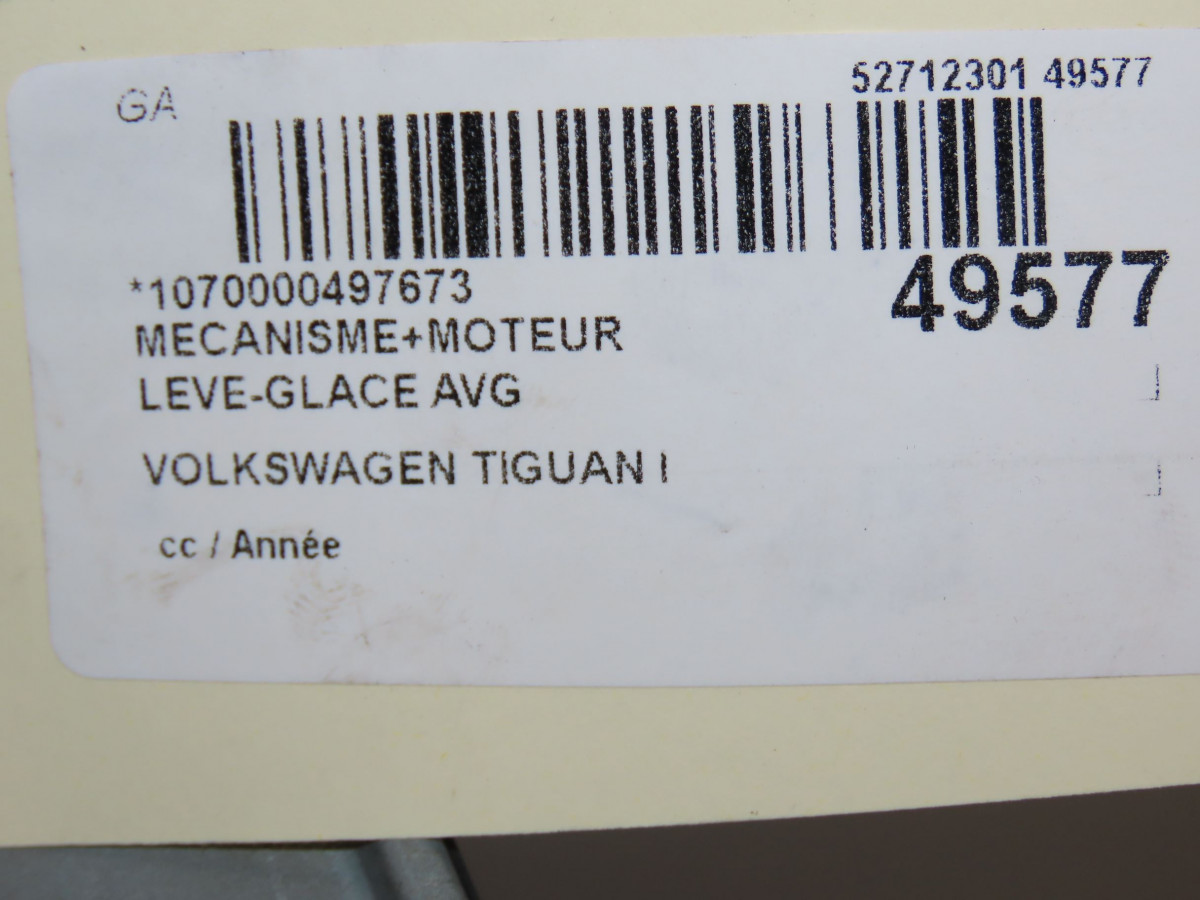 GA
52712301 49577
*1070000497673
49577
MECANISME+MOTEUR
LEVE-GLACE AVG
VOLKSWAGEN TIGUAN I
cc / Année